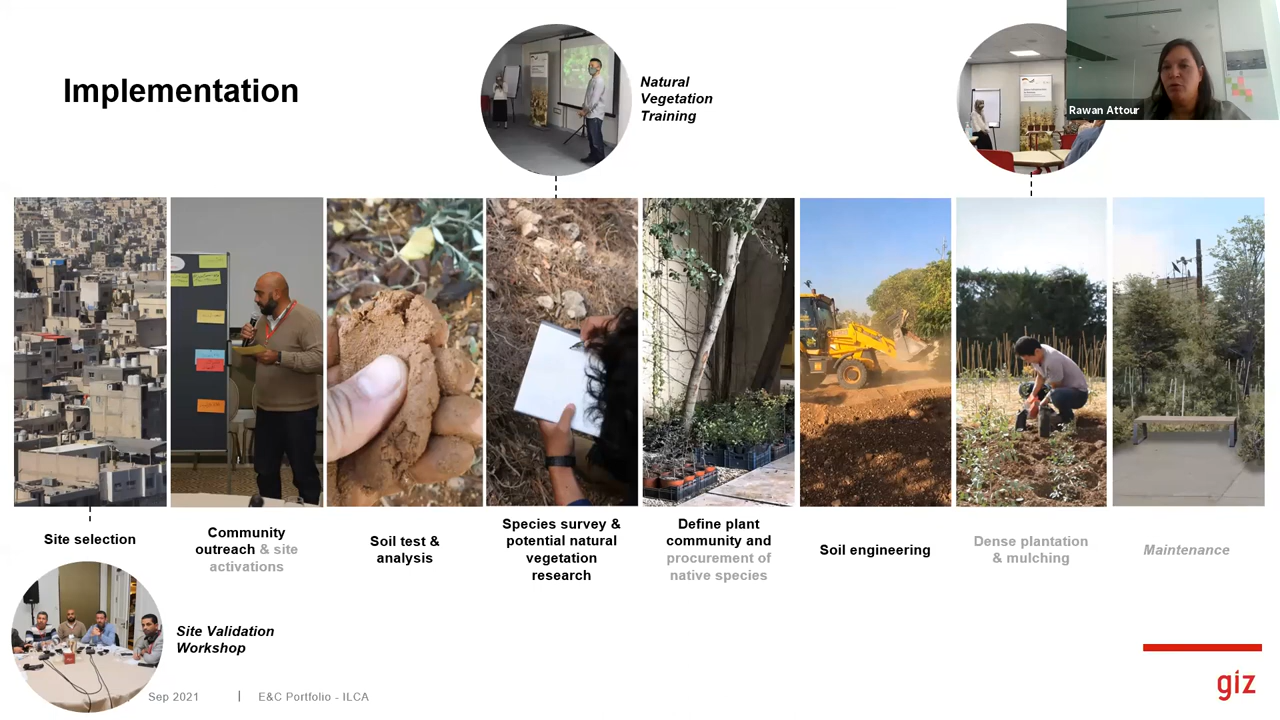 Implementation
Natural
Vegetation
Training
Rawan Attour
Site selection
Community
outreach & site
activations
Soil test &
analysis
Species survey &
potential natural
vegetation
research
Define plant
community and
procurement of
native species
Soil engineering
Dense plantation
& mulching
Maintenance
Site Validation
Workshop
Sep 2021 | E&C Portfolio - ILCA
giz